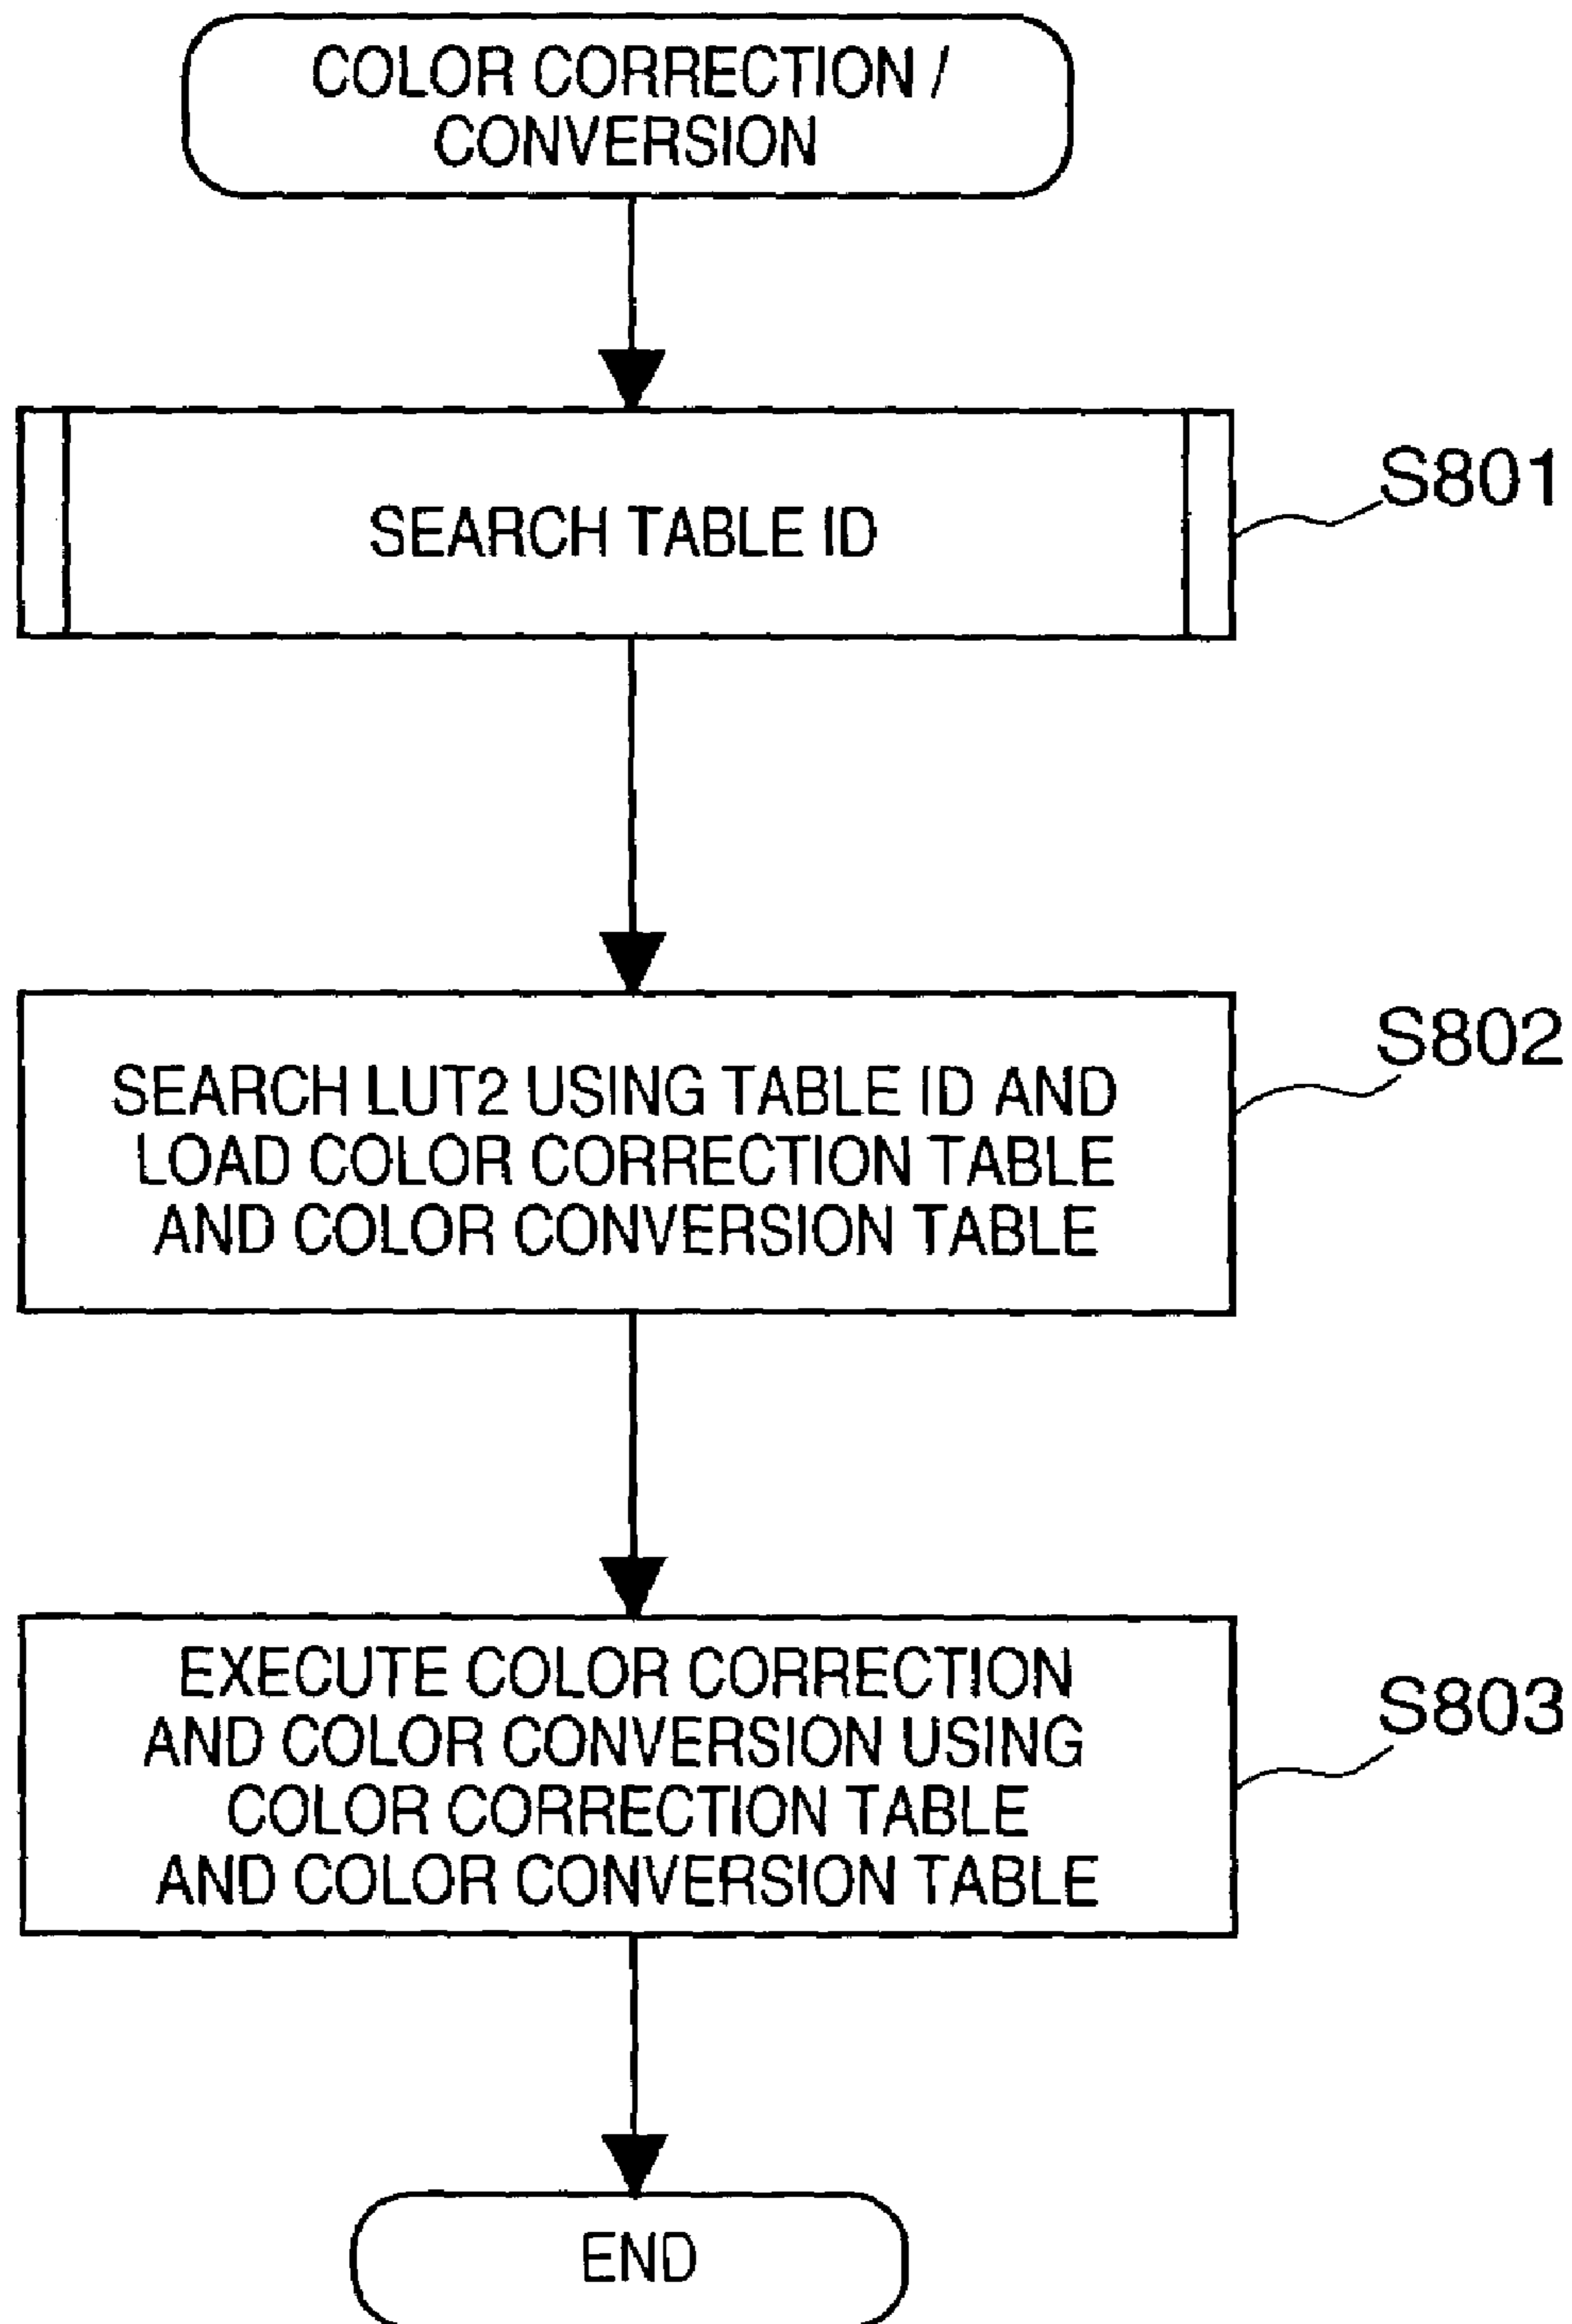 COLOR CORRECTION /
CONVERSION
SEARCH TABLE ID
S801
SEARCH LUT2 USING TABLE ID AND
LOAD COLOR CORRECTION TABLE
AND COLOR CONVERSION TABLE
S802
EXECUTE COLOR CORRECTION
AND COLOR CONVERSION USING
COLOR CORRECTION TABLE
AND COLOR CONVERSION TABLE
S803
END